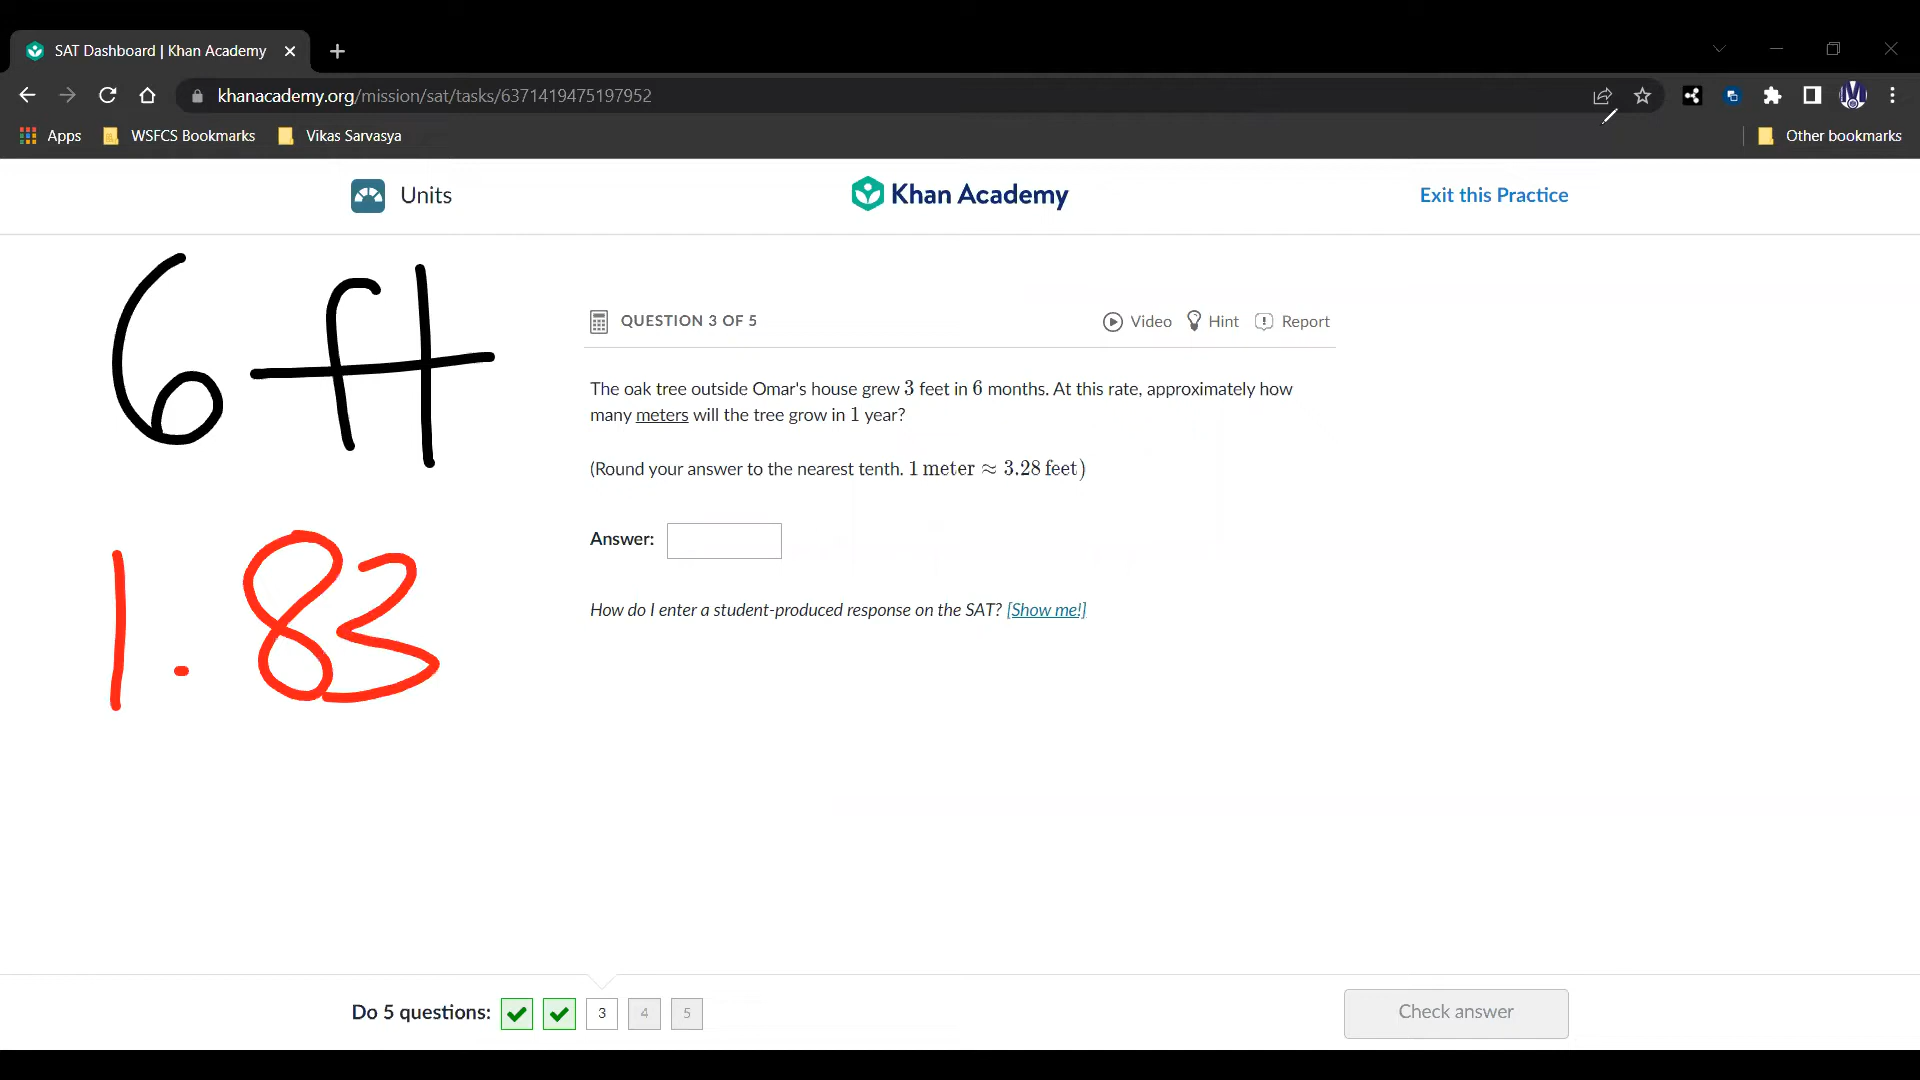 SAT Dashboard | Khan Academy
khanacademy.org/mission/sat/tasks/6371419475197952
Apps WSFCS Bookmarks Vikas Sarvasya Other bookmarks
Units Khan Academy Exit this Practice
6 ft
QUESTION 3 OF 5 Video Hint Report
The oak tree outside Omar's house grew 3 feet in 6 months. At this rate, approximately how
many meters will the tree grow in 1 year?
(Round your answer to the nearest tenth. 1 meter ≈ 3.28 feet)
Answer:
1.83
How do I enter a student-produced response on the SAT? [Show me!]
Do 5 questions: 3 4 5 Check answer